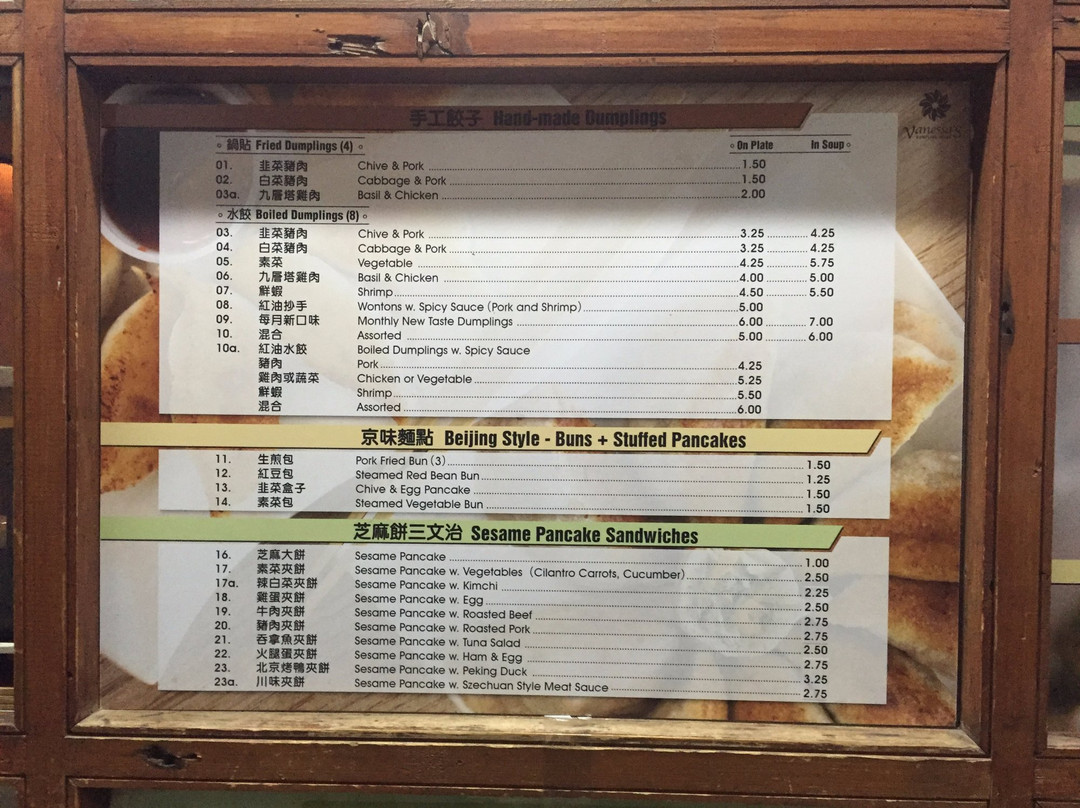 手工餃子 Hand-made Dumplings
Vanessa's
鍋貼 Fried Dumplings (4) On Plate In Soup
01. 韭菜豬肉 Chive & Pork 1.50
02. 白菜豬肉 Cabbage & Pork 1.50
03a. 九層塔雞肉 Basil & Chicken 2.00
水餃 Boiled Dumplings (8)
03. 韭菜豬肉 Chive & Pork 3.25 4.25
04. 白菜豬肉 Cabbage & Pork 3.25 4.25
05. 素菜 Vegetable 4.25 5.75
06. 九層塔雞肉 Basil & Chicken 4.00 5.00
07. 鮮蝦 Shrimp 4.50 5.50
08. 紅油抄手 Wontons w. Spicy Sauce (Pork and Shrimp) 5.00
09. 每月新口味 Monthly New Taste Dumplings 6.00 7.00
10. 混合 Assorted 5.00 6.00
10a. 紅油水餃 Boiled Dumplings w. Spicy Sauce
豬肉 Pork 4.25
雞肉或蔬菜 Chicken or Vegetable 5.25
鮮蝦 Shrimp 5.50
混合 Assorted 6.00
京味麵點 Beijing Style - Buns + Stuffed Pancakes
11. 生煎包 Pork Fried Bun (3) 1.50
12. 紅豆包 Steamed Red Bean Bun 1.25
13. 韭菜盒子 Chive & Egg Pancake 1.50
14. 素菜包 Steamed Vegetable Bun 1.50
芝麻餅三文治 Sesame Pancake Sandwiches
16. 芝麻大餅 Sesame Pancake 1.00
17. 素菜夾餅 Sesame Pancake w. Vegetables (Cilantro Carrots, Cucumber) 2.50
17a. 辣白菜夾餅 Sesame Pancake w. Kimchi 2.25
18. 雞蛋夾餅 Sesame Pancake w. Egg 2.50
19. 牛肉夾餅 Sesame Pancake w. Roasted Beef 2.75
20. 豬肉夾餅 Sesame Pancake w. Roasted Pork 2.75
21. 吞拿魚夾餅 Sesame Pancake w. Tuna Salad 2.50
22. 火腿蛋夾餅 Sesame Pancake w. Ham & Egg 2.75
23. 北京烤鴨夾餅 Sesame Pancake w. Peking Duck 3.25
23a. 川味夾餅 Sesame Pancake w. Szechuan Style Meat Sauce 2.75